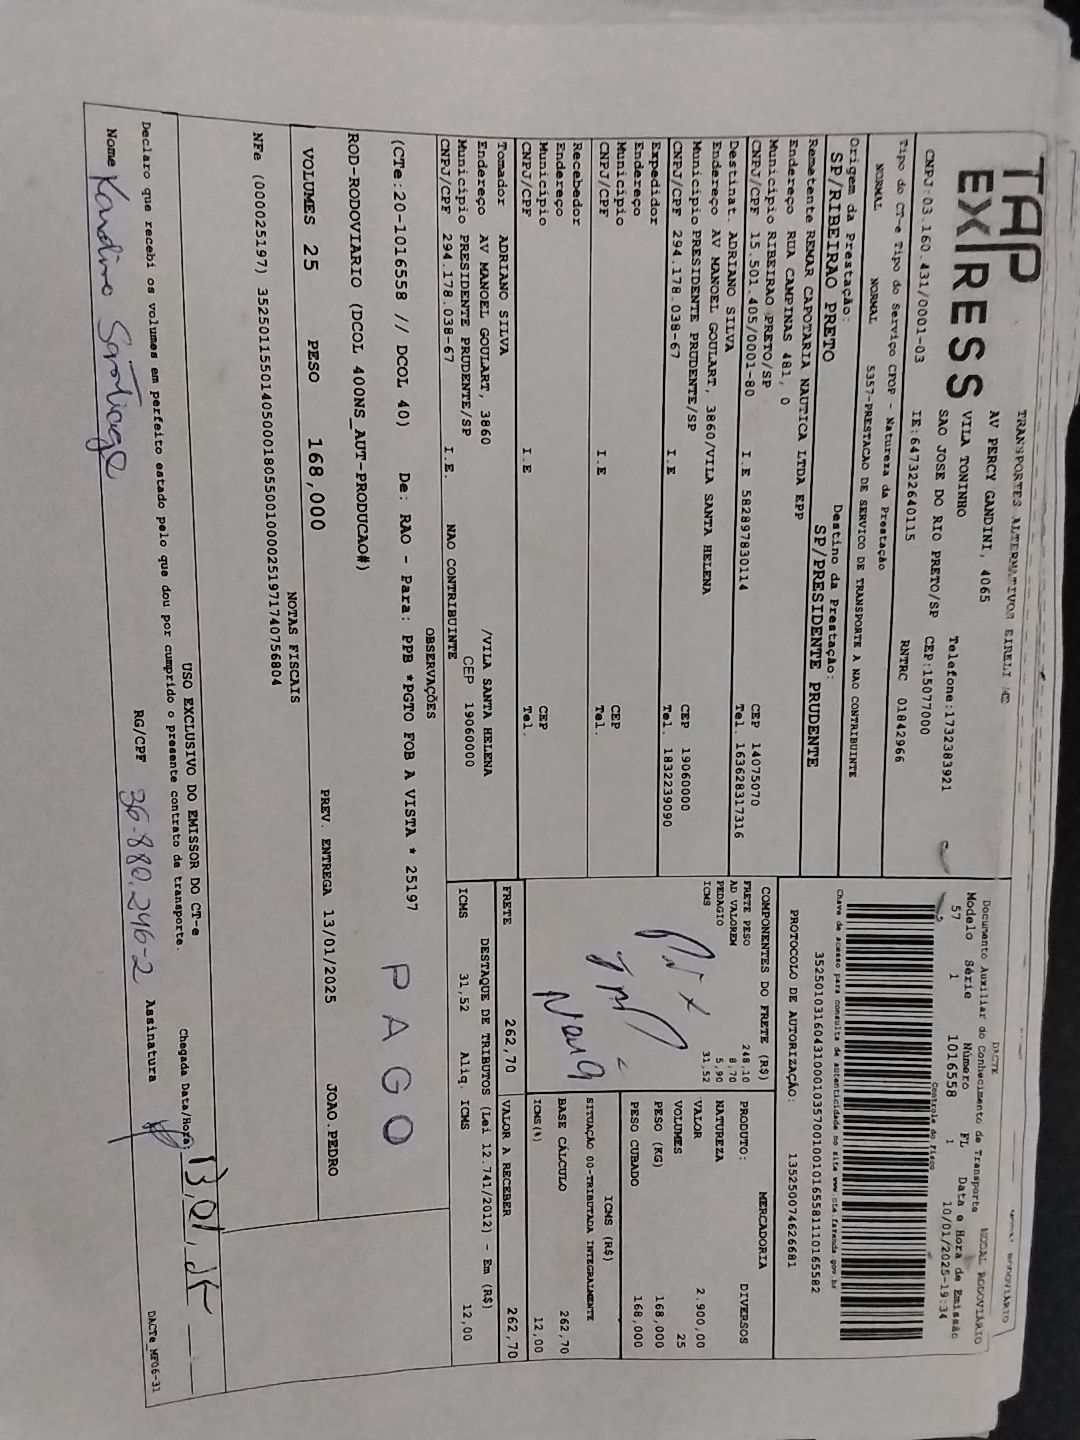 TAP
EXPRESS
TRANSPORTES ALTERNATIVOS EIRELI ME
AV PERCY GANDINI, 4065
VILA TONINHO
SAO JOSE DO RIO PRETO/SP
Telefone:1732383921
CEP:15077000
CNPJ:03.160.431/0001-03
IE:647322640115
RNTRC 01842966
Tipo do CT-e Tipo do Serviço CFOP - Natureza da Prestação
NORMAL NORMAL 5357-PRESTACAO DE SERVICO DE TRANSPORTE A NAO CONTRIBUINTE
Origem da Prestação: Destino da Prestação:
SP/RIBEIRAO PRETO SP/PRESIDENTE PRUDENTE
Remetente REMAR CAPOTARIA NAUTICA LTDA EPP
Endereço RUA CAMPINAS 481, 0
Município RIBEIRAO PRETO/SP CEP 14075070
CNPJ/CPF 15.501.405/0001-80 I.E 582897830114 Tel. 163628317316
Destinat. ADRIANO SILVA
Endereço AV MANOEL GOULART, 3860/VILA SANTA HELENA
Município PRESIDENTE PRUDENTE/SP CEP 19060000
CNPJ/CPF 294.178.038-67 I.E Tel. 1832239090
Expedidor
Endereço
Município CEP
CNPJ/CPF I.E Tel.
Recebedor
Endereço
Município CEP
CNPJ/CPF I.E Tel.
Tomador ADRIANO SILVA
Endereço AV MANOEL GOULART, 3860 /VILA SANTA HELENA
Município PRESIDENTE PRUDENTE/SP CEP 19060000
CNPJ/CPF 294.178.038-67 I.E. NAO CONTRIBUINTE
DACTE
MODAL RODOVIÁRIO
Documento Auxiliar do Conhecimento de Transporte MODAL RODOVIÁRIO
Modelo Série Número FL Data e Hora de Emissão
57 1 1016558 1 10/01/2025-19:34
Controle do Fisco
Chave de acesso para consulta de autenticidade no site www.cte.fazenda.gov.br
35250103160431000103570010010165581110165582
PROTOCOLO DE AUTORIZAÇÃO: 135250074626681
COMPONENTES DO FRETE (R$)
FRETE PESO 248,10
AD VALOREM 8,70
PEDAGIO 5,90
ICMS 31,52
MERCADORIA
PRODUTO: DIVERSOS
NATUREZA
VALOR 2.900,00
VOLUMES 25
PESO (KG) 168,000
PESO CUBADO 168,000
ICMS (R$)
SITUAÇÃO 00-TRIBUTADA INTEGRALMENTE
BASE CÁLCULO 262,70
ICMS(%) 12,00
FRETE 262,70 VALOR A RECEBER 262,70
DESTAQUE DE TRIBUTOS (Lei 12.741/2012) - Em (R$)
ICMS 31,52 Aliq. ICMS 12,00
OBSERVAÇÕES
(CTe:20-1016558 // DCOL 40) De: RAO - Para: PPB *PGTO FOB A VISTA * 25197
PAGO
ROD-RODOVIARIO (DCOL 400NS_AUT-PRODUCAO#)
VOLUMES 25 PESO 168,000 PREV. ENTREGA 13/01/2025 JOAO.PEDRO
NOTAS FISCAIS
NFe (000025197) 35250115501405000180550010000251971740756804
USO EXCLUSIVO DO EMISSOR DO CT-e
Declaro que recebi os volumes em perfeito estado pelo que dou por cumprido o presente contrato de transporte.
Chegada Data/Hora:
Nome RG/CPF 36.880.246-2 Assinatura
DACTe_MF06-31